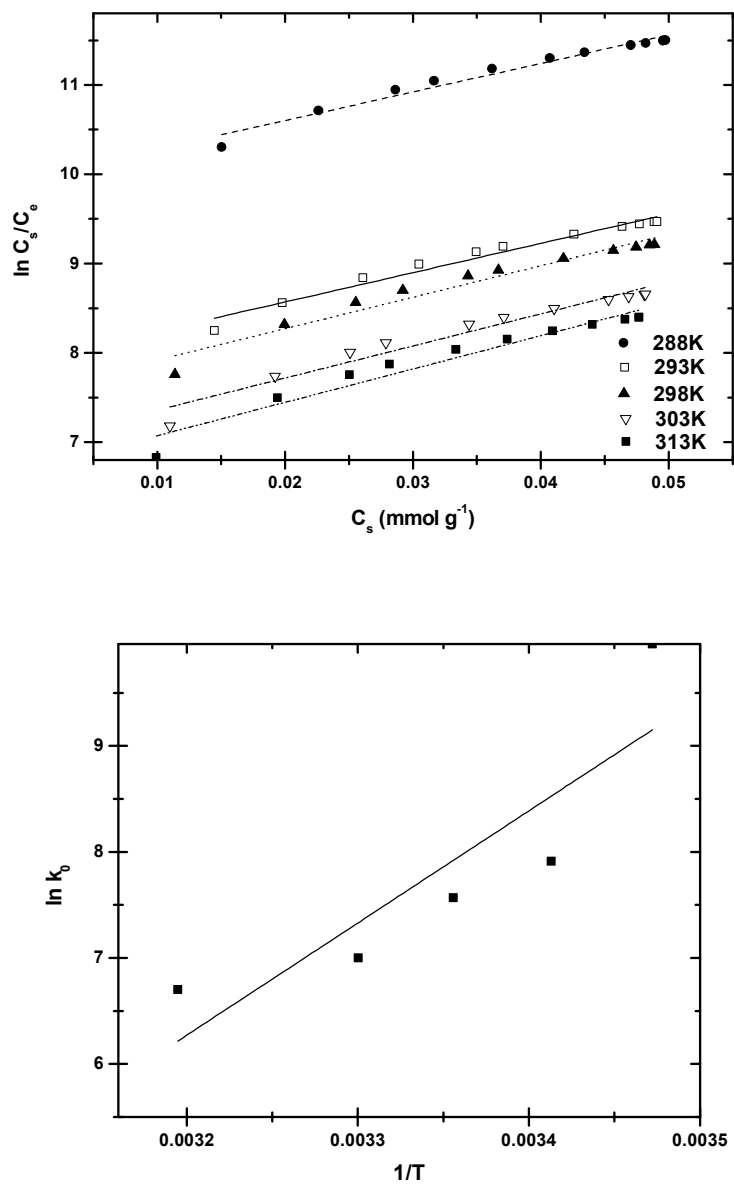 11
10
9
8
7
ln Cₛ/Cₑ
288K
293K
298K
303K
313K
0.01 0.02 0.03 0.04 0.05
Cₛ (mmol g⁻¹)
9
8
7
6
ln k₀
0.0032 0.0033 0.0034 0.0035
1/T